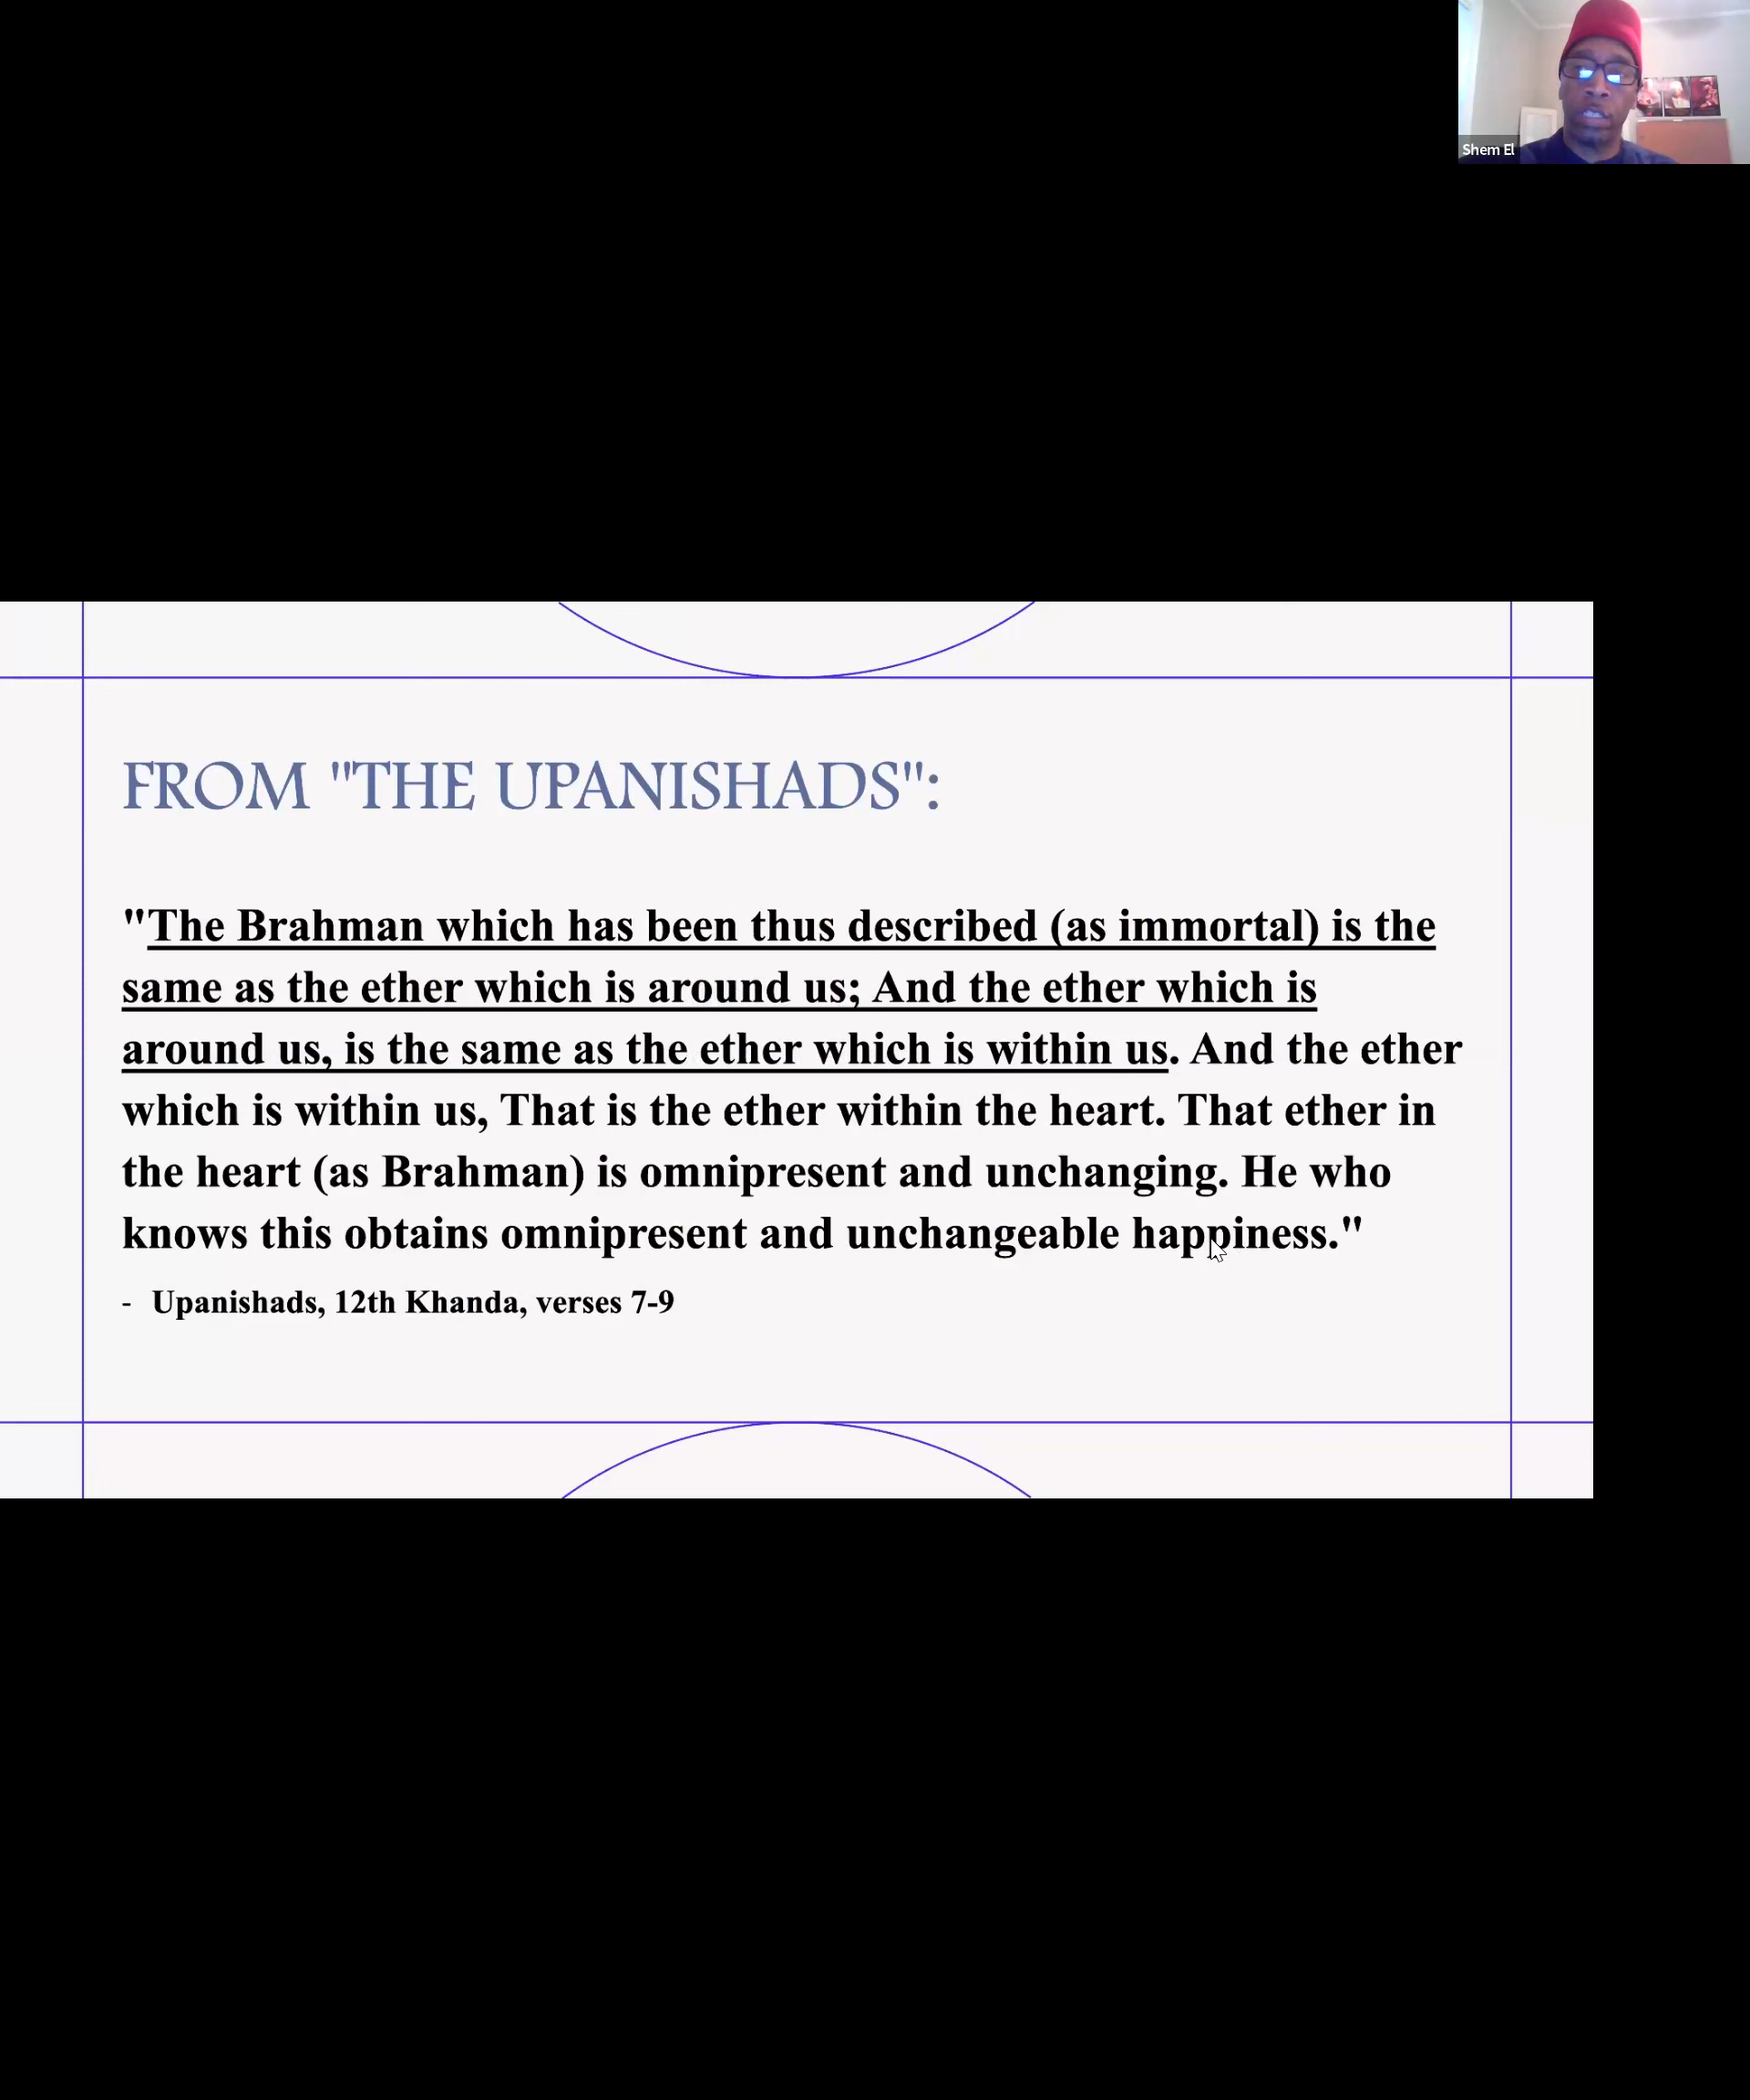 Shem El
FROM "THE UPANISHADS":
"The Brahman which has been thus described (as immortal) is the
same as the ether which is around us; And the ether which is
around us, is the same as the ether which is within us. And the ether
which is within us, That is the ether within the heart. That ether in
the heart (as Brahman) is omnipresent and unchanging. He who
knows this obtains omnipresent and unchangeable happiness."
- Upanishads, 12th Khanda, verses 7-9